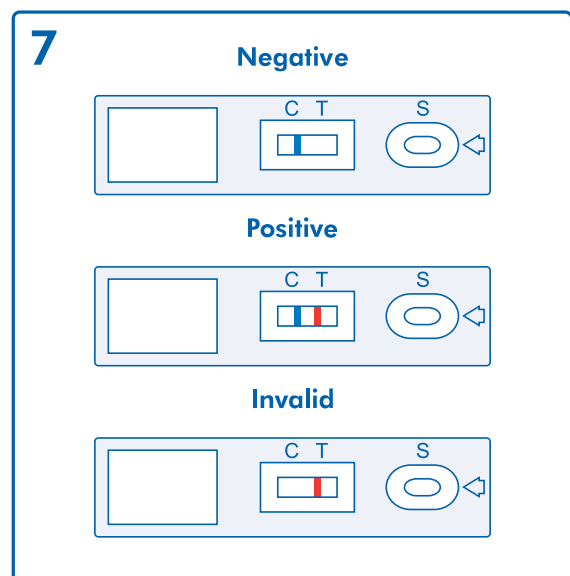 7
Negative
C T S
Positive
C T S
Invalid
C T S